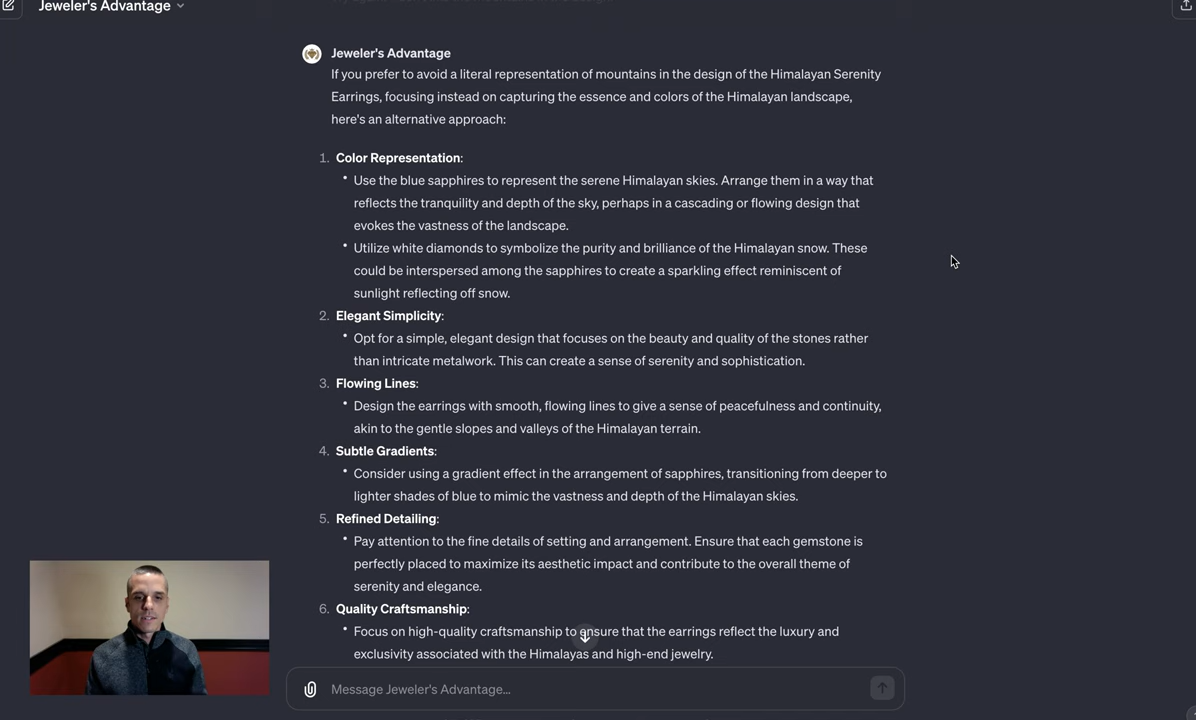 Jeweler's Advantage
Jeweler's Advantage
If you prefer to avoid a literal representation of mountains in the design of the Himalayan Serenity
Earrings, focusing instead on capturing the essence and colors of the Himalayan landscape,
here's an alternative approach:
1. Color Representation:
• Use the blue sapphires to represent the serene Himalayan skies. Arrange them in a way that
reflects the tranquility and depth of the sky, perhaps in a cascading or flowing design that
evokes the vastness of the landscape.
• Utilize white diamonds to symbolize the purity and brilliance of the Himalayan snow. These
could be interspersed among the sapphires to create a sparkling effect reminiscent of
sunlight reflecting off snow.
2. Elegant Simplicity:
• Opt for a simple, elegant design that focuses on the beauty and quality of the stones rather
than intricate metalwork. This can create a sense of serenity and sophistication.
3. Flowing Lines:
• Design the earrings with smooth, flowing lines to give a sense of peacefulness and continuity,
akin to the gentle slopes and valleys of the Himalayan terrain.
4. Subtle Gradients:
• Consider using a gradient effect in the arrangement of sapphires, transitioning from deeper to
lighter shades of blue to mimic the vastness and depth of the Himalayan skies.
5. Refined Detailing:
• Pay attention to the fine details of setting and arrangement. Ensure that each gemstone is
perfectly placed to maximize its aesthetic impact and contribute to the overall theme of
serenity and elegance.
6. Quality Craftsmanship:
• Focus on high-quality craftsmanship to ensure that the earrings reflect the luxury and
exclusivity associated with the Himalayas and high-end jewelry.
Message Jeweler's Advantage...